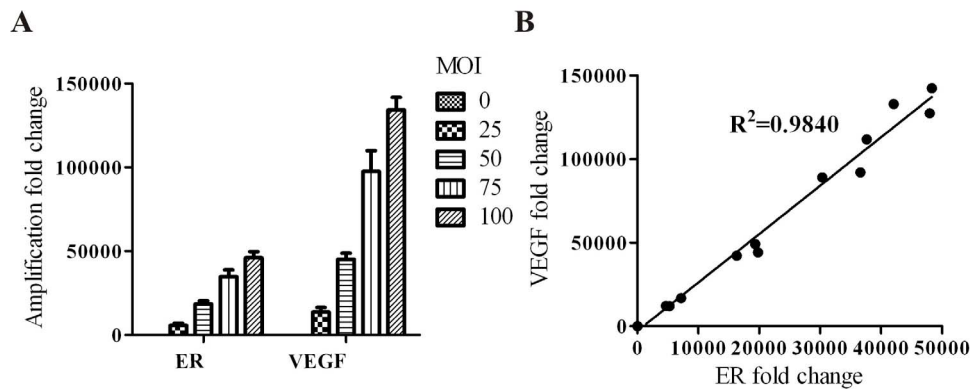 A
Amplification fold change
150000
100000
50000
0
ER
VEGF
MOI
0
25
50
75
100
B
VEGF fold change
150000
100000
50000
0
R²=0.9840
0 10000 20000 30000 40000 50000
ER fold change